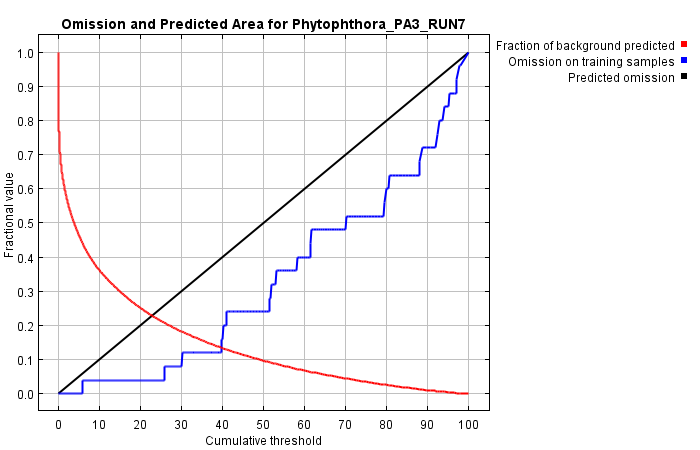 Omission and Predicted Area for Phytophthora_PA3_RUN7
Fraction of background predicted
Omission on training samples
Predicted omission
Fractional value
1.0
0.9
0.8
0.7
0.6
0.5
0.4
0.3
0.2
0.1
0.0
0 10 20 30 40 50 60 70 80 90 100
Cumulative threshold